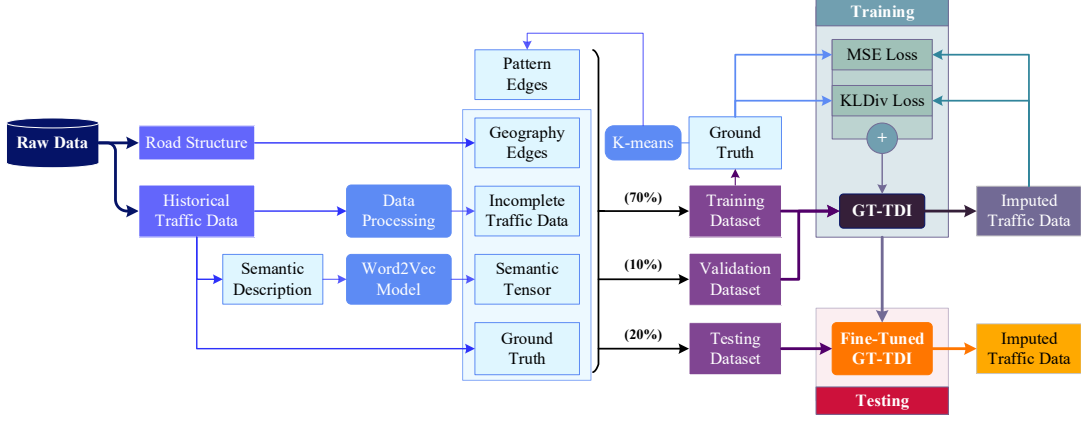 Training
MSE Loss
KLDiv Loss
+
Pattern
Edges
Raw Data
Road Structure
Geography
Edges
K-means
Ground
Truth
Historical
Traffic Data
Data
Processing
Incomplete
Traffic Data
(70%)
Training
Dataset
GT-TDI
Imputed
Traffic Data
Semantic
Description
Word2Vec
Model
Semantic
Tensor
(10%)
Validation
Dataset
Ground
Truth
(20%)
Testing
Dataset
Fine-Tuned
GT-TDI
Imputed
Traffic Data
Testing